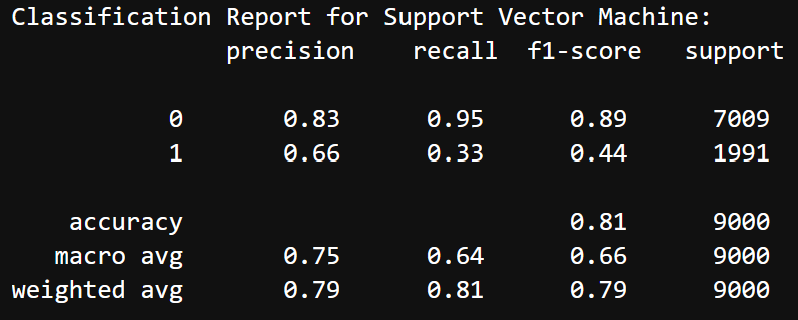 Classification Report for Support Vector Machine:
precision recall f1-score support
0 0.83 0.95 0.89 7009
1 0.66 0.33 0.44 1991
accuracy 0.81 9000
macro avg 0.75 0.64 0.66 9000
weighted avg 0.79 0.81 0.79 9000